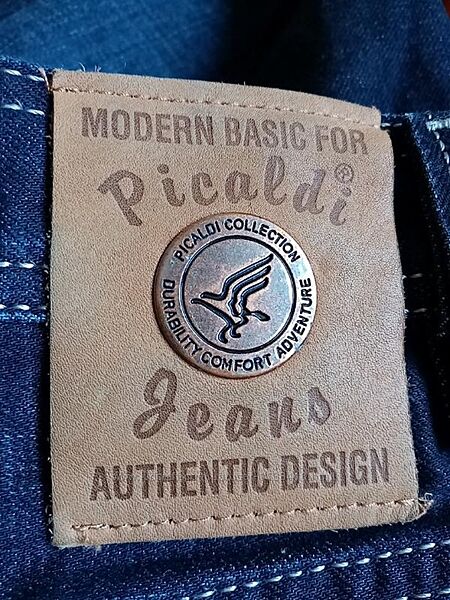 MODERN BASIC FOR
Picaldi®
PICALDI COLLECTION
DURABILITY COMFORT ADVENTURE
Jeans
AUTHENTIC DESIGN